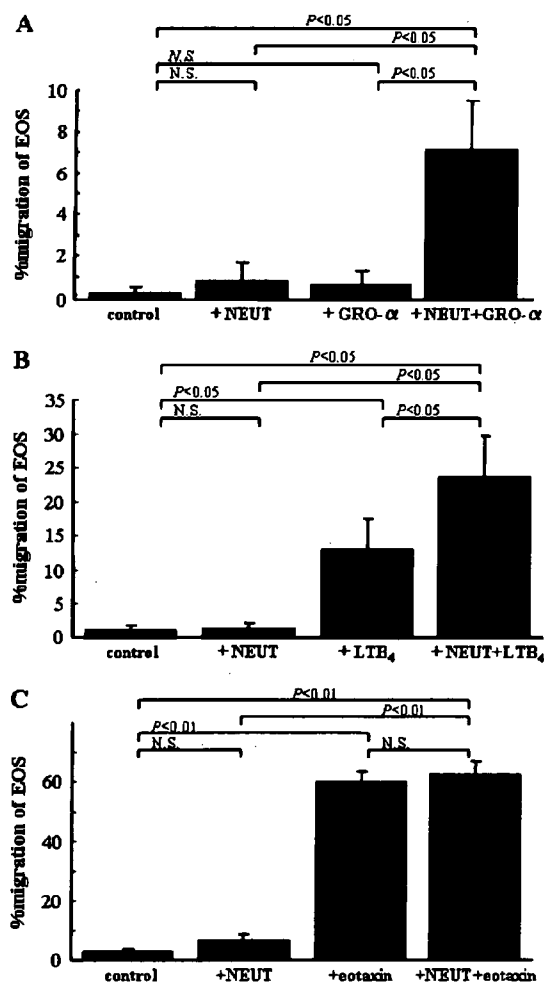 A
P<0.05
P<0.05
N.S.
N.S.
P<0.05
%migration of EOS
10
8
6
4
2
0
control
+NEUT
+GRO-α
+NEUT+GRO-α
B
P<0.05
P<0.05
P<0.05
N.S.
P<0.05
%migration of EOS
35
30
25
20
15
10
5
0
control
+NEUT
+LTB4
+NEUT+LTB4
C
P<0.01
P<0.01
P<0.01
N.S.
N.S.
%migration of EOS
60
40
20
0
control
+NEUT
+eotaxin
+NEUT+eotaxin